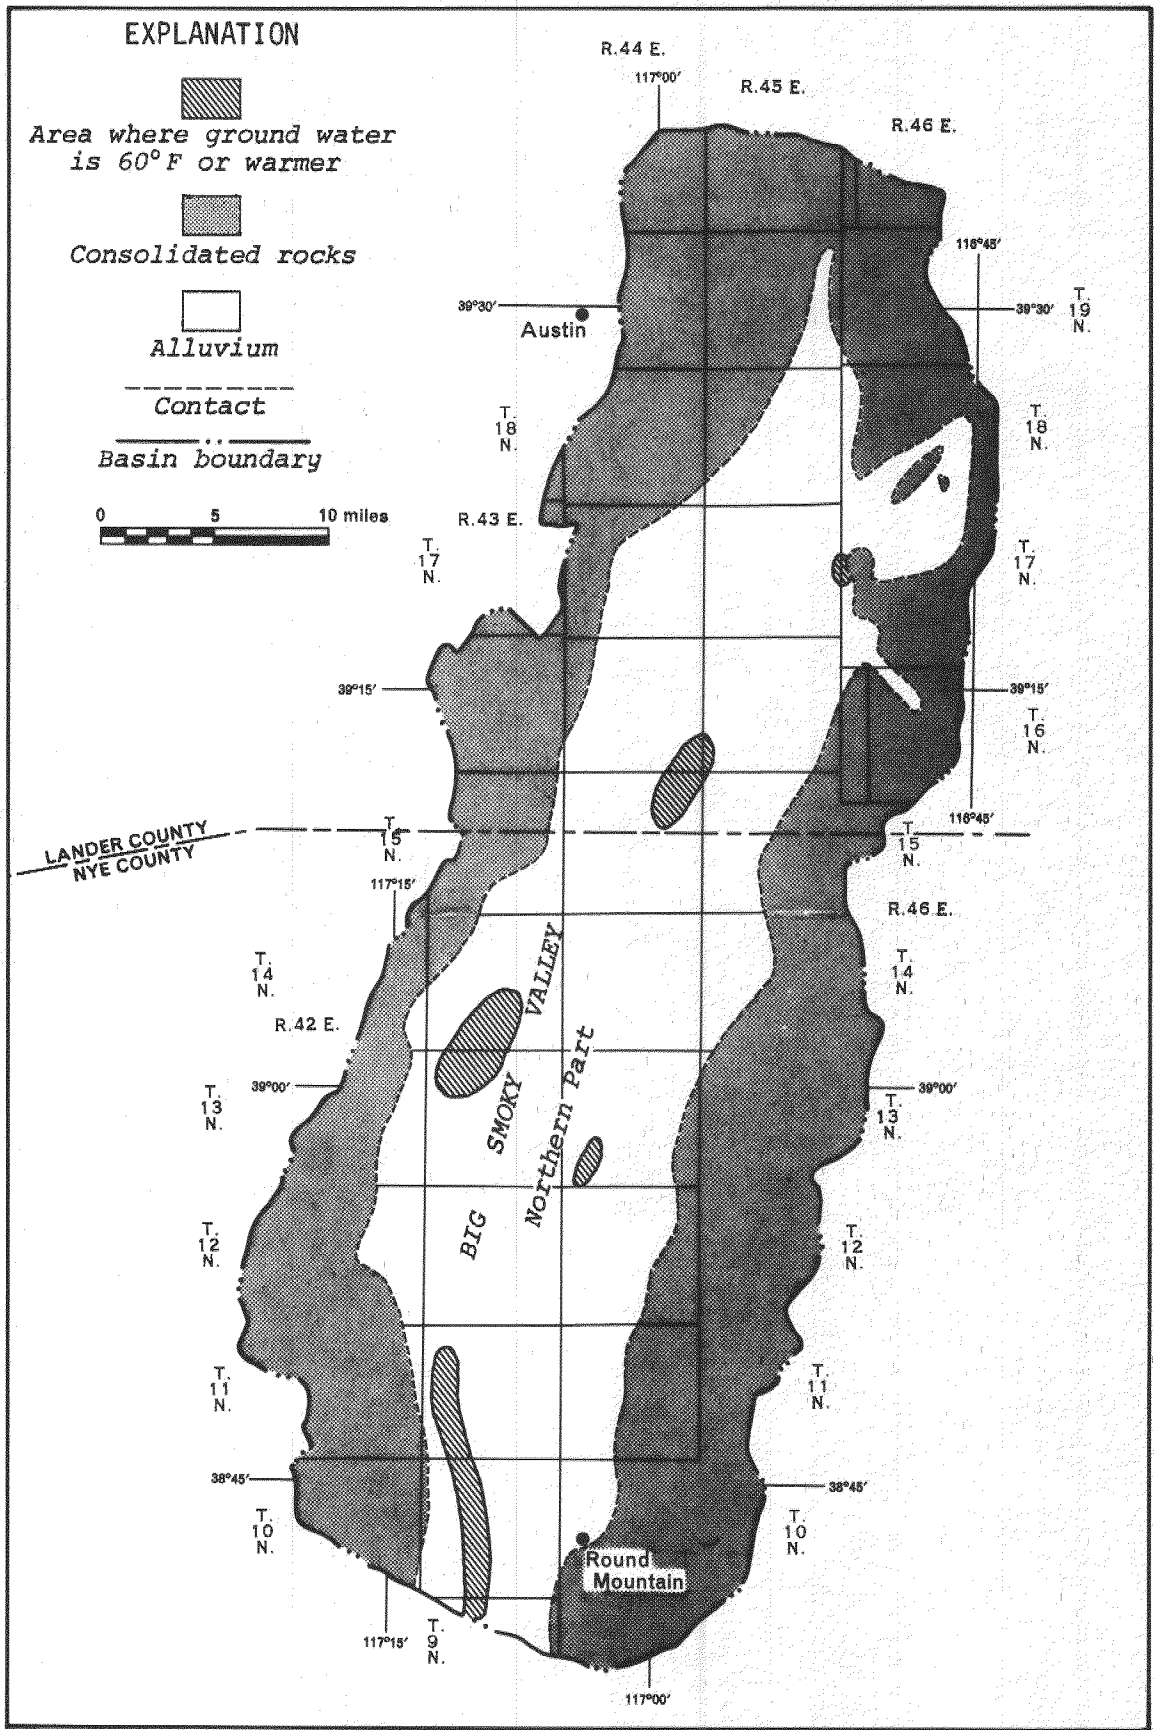 EXPLANATION
Area where ground water
is 60°F or warmer
Consolidated rocks
Alluvium
Contact
Basin boundary
0 5 10 miles
R.44 E.
117°00'
R.45 E.
R.46 E.
116°45'
39°30'
Austin
39°30'
T.
19
N.
T.
18
N.
T.
18
N.
R.43 E.
T.
17
N.
T.
17
N.
39°15'
39°15'
T.
16
N.
116°45'
LANDER COUNTY
NYE COUNTY
T.
15
N.
T.
15
N.
117°15'
R.46 E.
T.
14
N.
T.
14
N.
R.42 E.
BIG SMOKY VALLEY
Northern Part
39°00'
39°00'
T.
13
N.
T.
13
N.
T.
12
N.
T.
12
N.
T.
11
N.
T.
11
N.
38°45'
38°45'
T.
10
N.
T.
10
N.
Round
Mountain
117°15'
T.
9
N.
117°00'